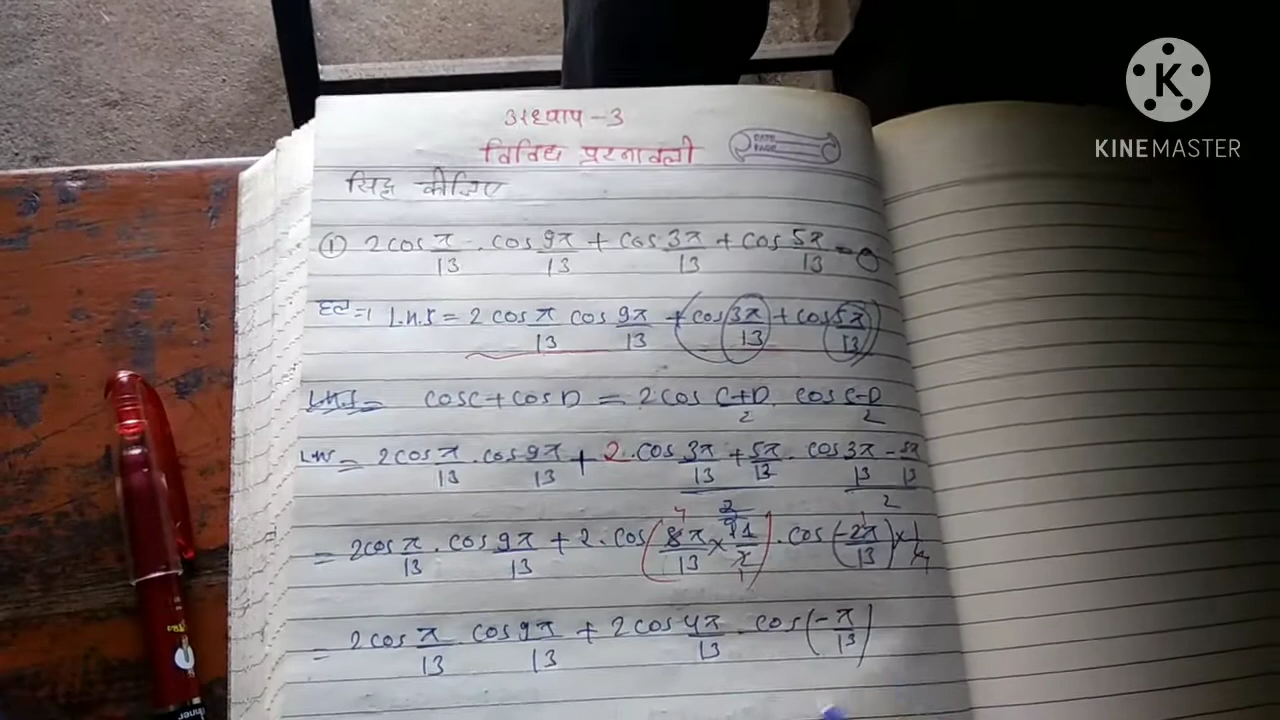 KINEMASTER
अध्याय - 3
विविध प्रश्नावली
DATE
PAGE
सिद्ध कीजिए
① 2cos π/13 . cos 9π/13 + cos 3π/13 + cos 5π/13 = 0
हल =) L.H.S = 2 cos π/13 cos 9π/13 + (cos 3π/13 + cos 5π/13)
L.H.S = cosC + cosD = 2cos C+D/2 . cos C-D/2
LHS = 2cos π/13 . cos 9π/13 + 2 . cos (3π/13 + 5π/13)/2 . cos (3π/13 - 5π/13)/2
= 2cos π/13 . cos 9π/13 + 2 . cos (8π/13 × 1/2) . cos (-2π/13) × 1/2
= 2cos π/13 cos 9π/13 + 2cos 4π/13 . cos (-π/13)